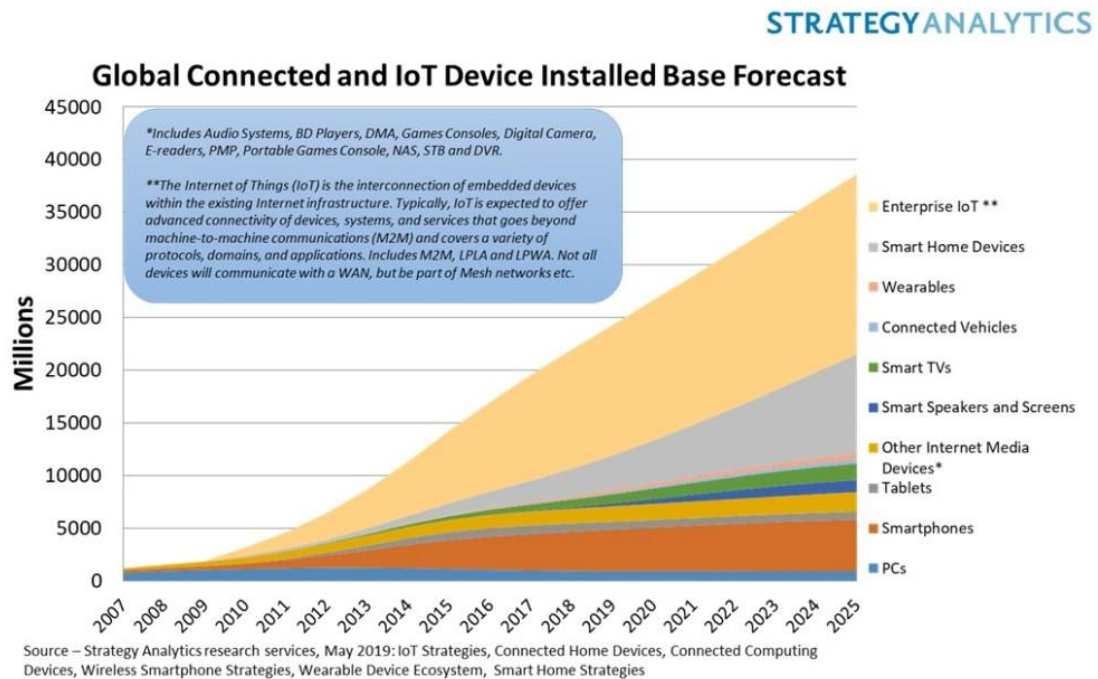 STRATEGYANALYTICS
Global Connected and IoT Device Installed Base Forecast
*Includes Audio Systems, BD Players, DMA, Games Consoles, Digital Camera,
E-readers, PMP, Portable Games Console, NAS, STB and DVR.
**The Internet of Things (IoT) is the interconnection of embedded devices
within the existing Internet infrastructure. Typically, IoT is expected to offer
advanced connectivity of devices, systems, and services that goes beyond
machine-to-machine communications (M2M) and covers a variety of
protocols, domains, and applications. Includes M2M, LPLA and LPWA. Not all
devices will communicate with a WAN, but be part of Mesh networks etc.
Millions
45000
40000
35000
30000
25000
20000
15000
10000
5000
0
2007
2008
2009
2010
2011
2012
2013
2014
2015
2016
2017
2018
2019
2020
2021
2022
2023
2024
2025
Enterprise IoT **
Smart Home Devices
Wearables
Connected Vehicles
Smart TVs
Smart Speakers and Screens
Other Internet Media
Devices*
Tablets
Smartphones
PCs
Source – Strategy Analytics research services, May 2019: IoT Strategies, Connected Home Devices, Connected Computing
Devices, Wireless Smartphone Strategies, Wearable Device Ecosystem, Smart Home Strategies